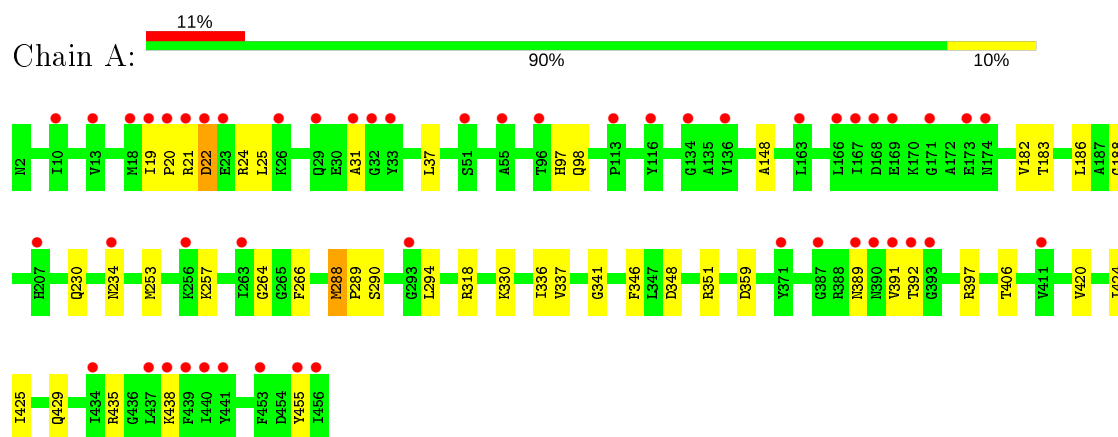 11%
Chain A:
90%
10%
N2 I10 V13 M18 I19 P20 R21 D22 E23 R24 L25 K26 Q29 E30 A31 G32 Y33 L37 S51 A55 T96 H97 Q98 P113 Y116 G134 A135 V136 A148 L163 L166 I167 D168 E169 K170 G171 A172 E173 N174 V182 T183 L186 A187 G188
H207 Q230 N234 M253 K256 K257 I263 G264 G265 F266 M288 P289 S290 G293 L294 R318 K330 I336 V337 G341 F346 L347 D348 R351 D359 Y371 G387 R388 N389 N390 V391 T392 G393 R397 T406 V411 V420
I425 Q429 I434 R435 G436 L437 K438 F439 I440 Y441 F453 D454 Y455 I456